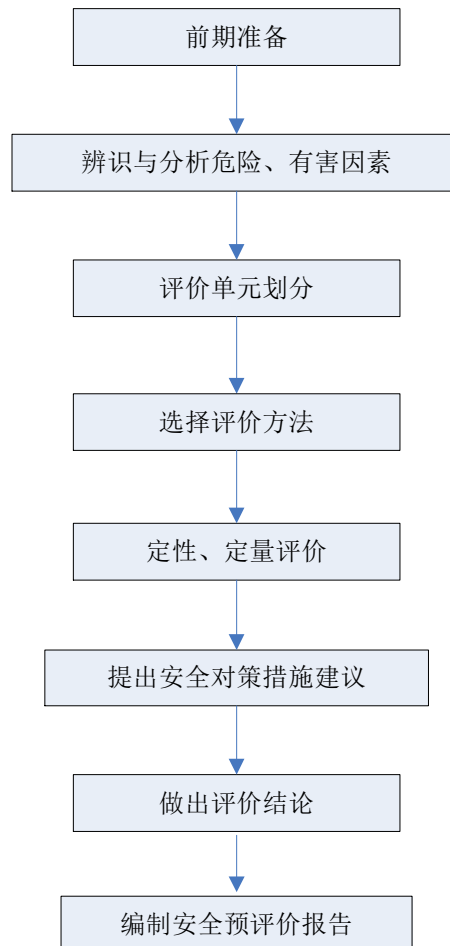 前期准备
辨识与分析危险、有害因素
评价单元划分
选择评价方法
定性、定量评价
提出安全对策措施建议
做出评价结论
编制安全预评价报告